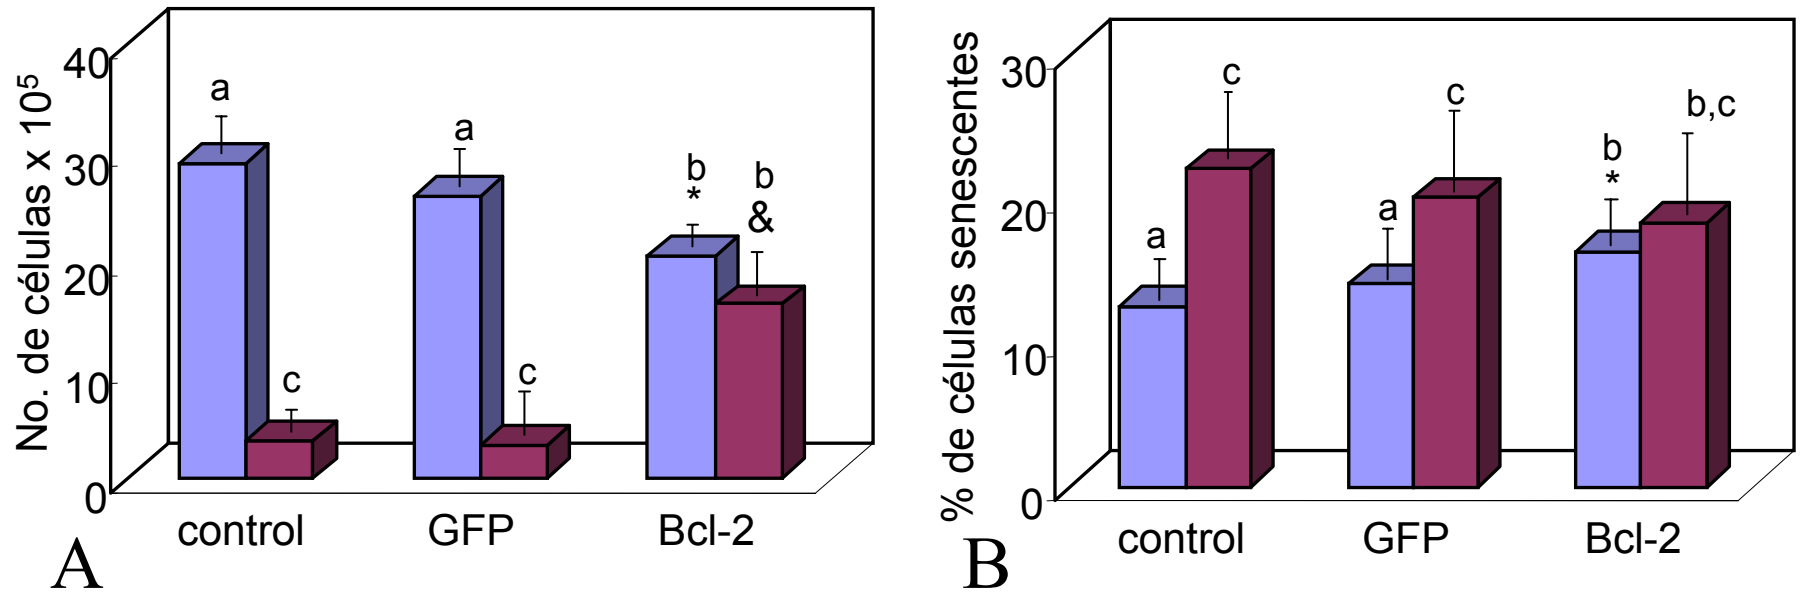 No. de células x 10⁵
40
30
20
10
0
a
c
a
c
b
*
b
&
control
GFP
Bcl-2
A
% de células senescentes
30
20
10
0
a
c
a
c
b
*
b,c
control
GFP
Bcl-2
B